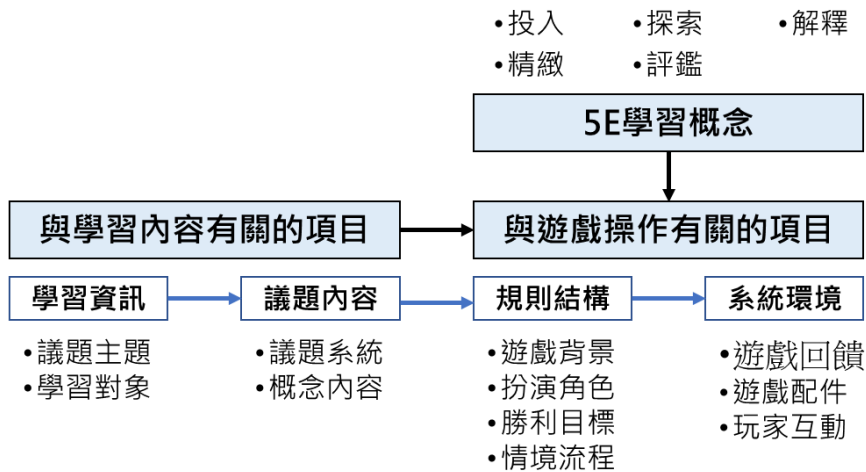 •投入 •探索 •解釋
•精緻 •評鑑
5E學習概念
與學習內容有關的項目
與遊戲操作有關的項目
學習資訊
議題內容
規則結構
系統環境
•議題主題
•學習對象
•議題系統
•概念內容
•遊戲背景
•扮演角色
•勝利目標
•情境流程
•遊戲回饋
•遊戲配件
•玩家互動